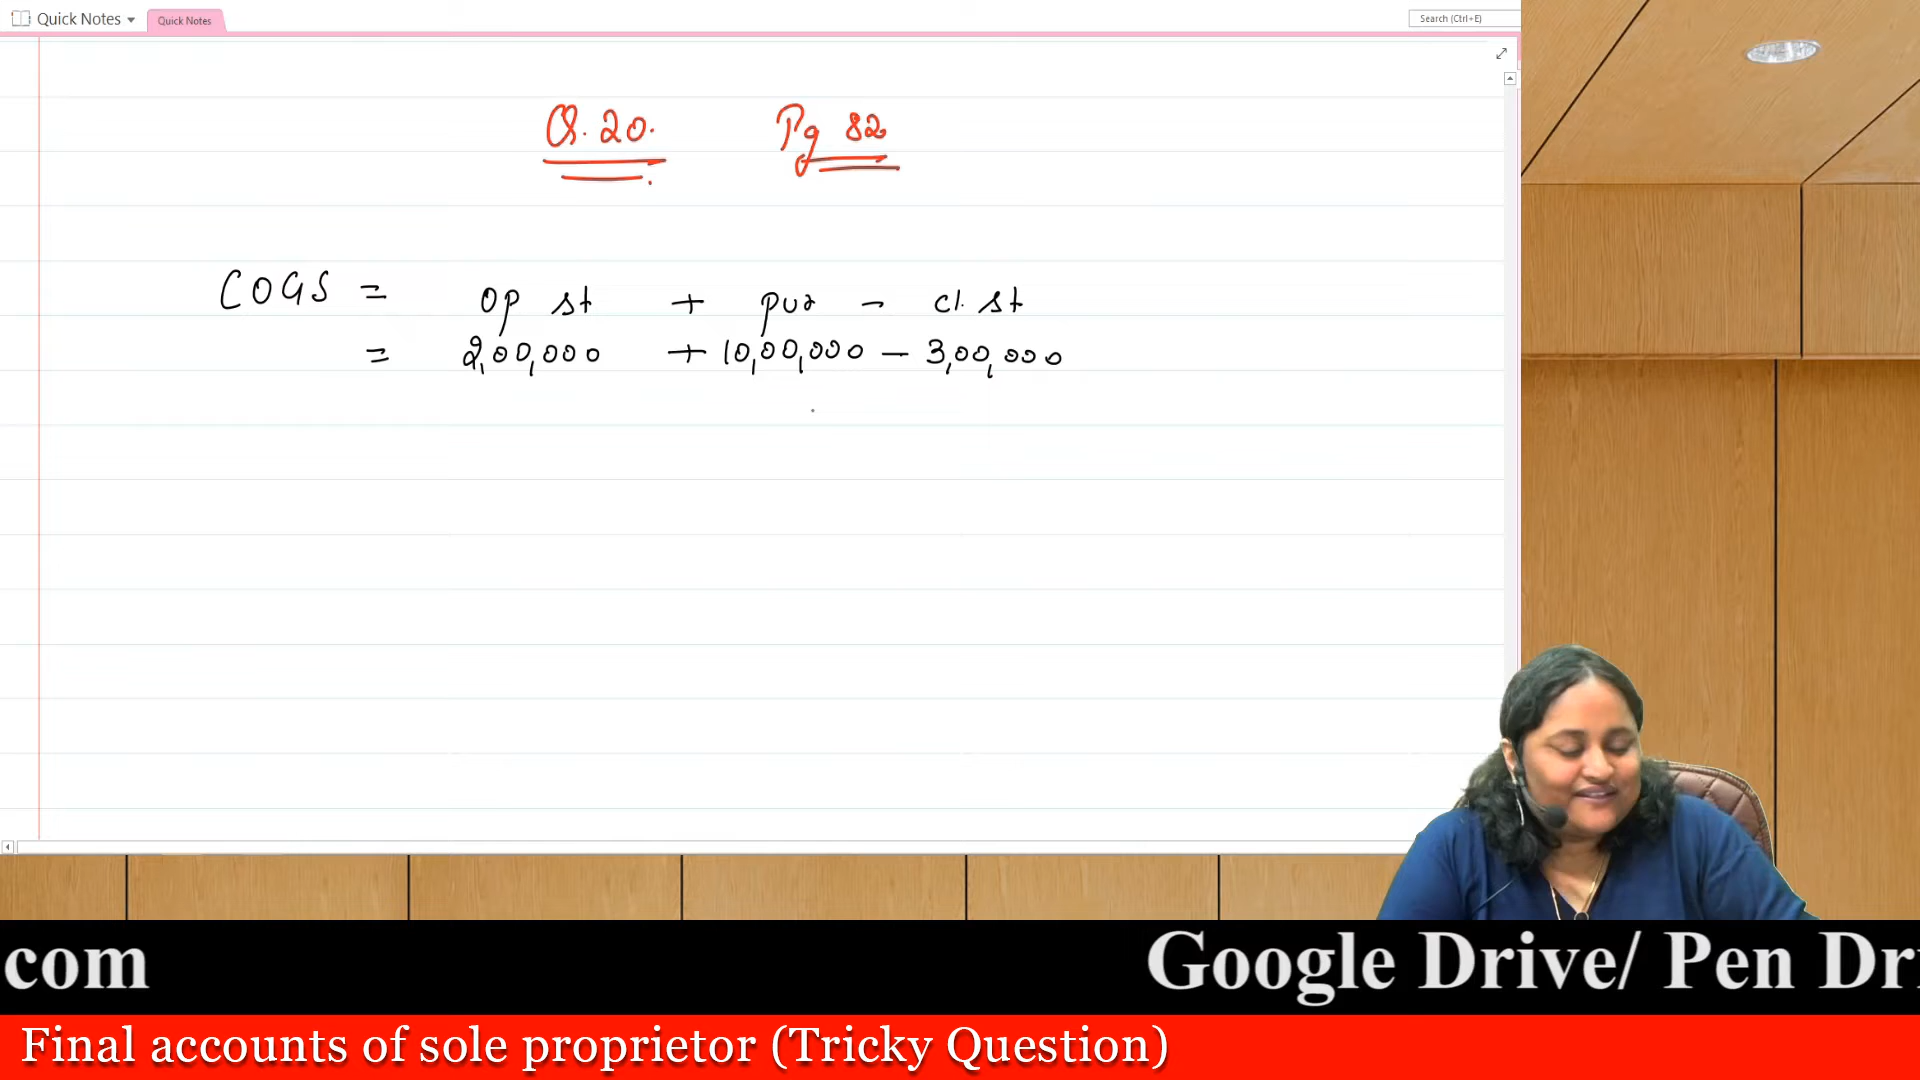 Quick Notes
Quick Notes
Search (Ctrl+E)
Q. 20. Pg 82
COGS = Op st + pur - cl. st
= 2,00,000 + 10,00,000 - 3,00,000
com Google Drive/ Pen Dr
Final accounts of sole proprietor (Tricky Question)